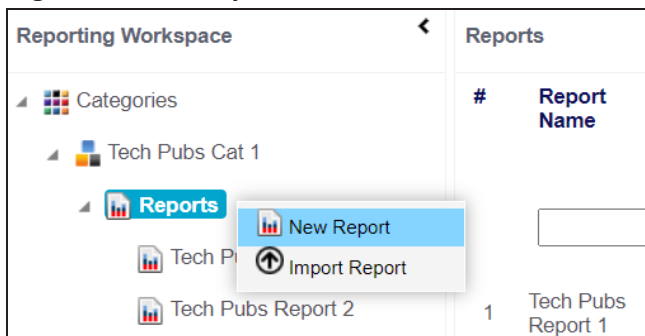 Reporting Workspace
Reports
Categories
#
Report
Name
Tech Pubs Cat 1
Reports
New Report
Tech
Import Report
Tech Pubs Report 2
1
Tech Pubs
Report 1